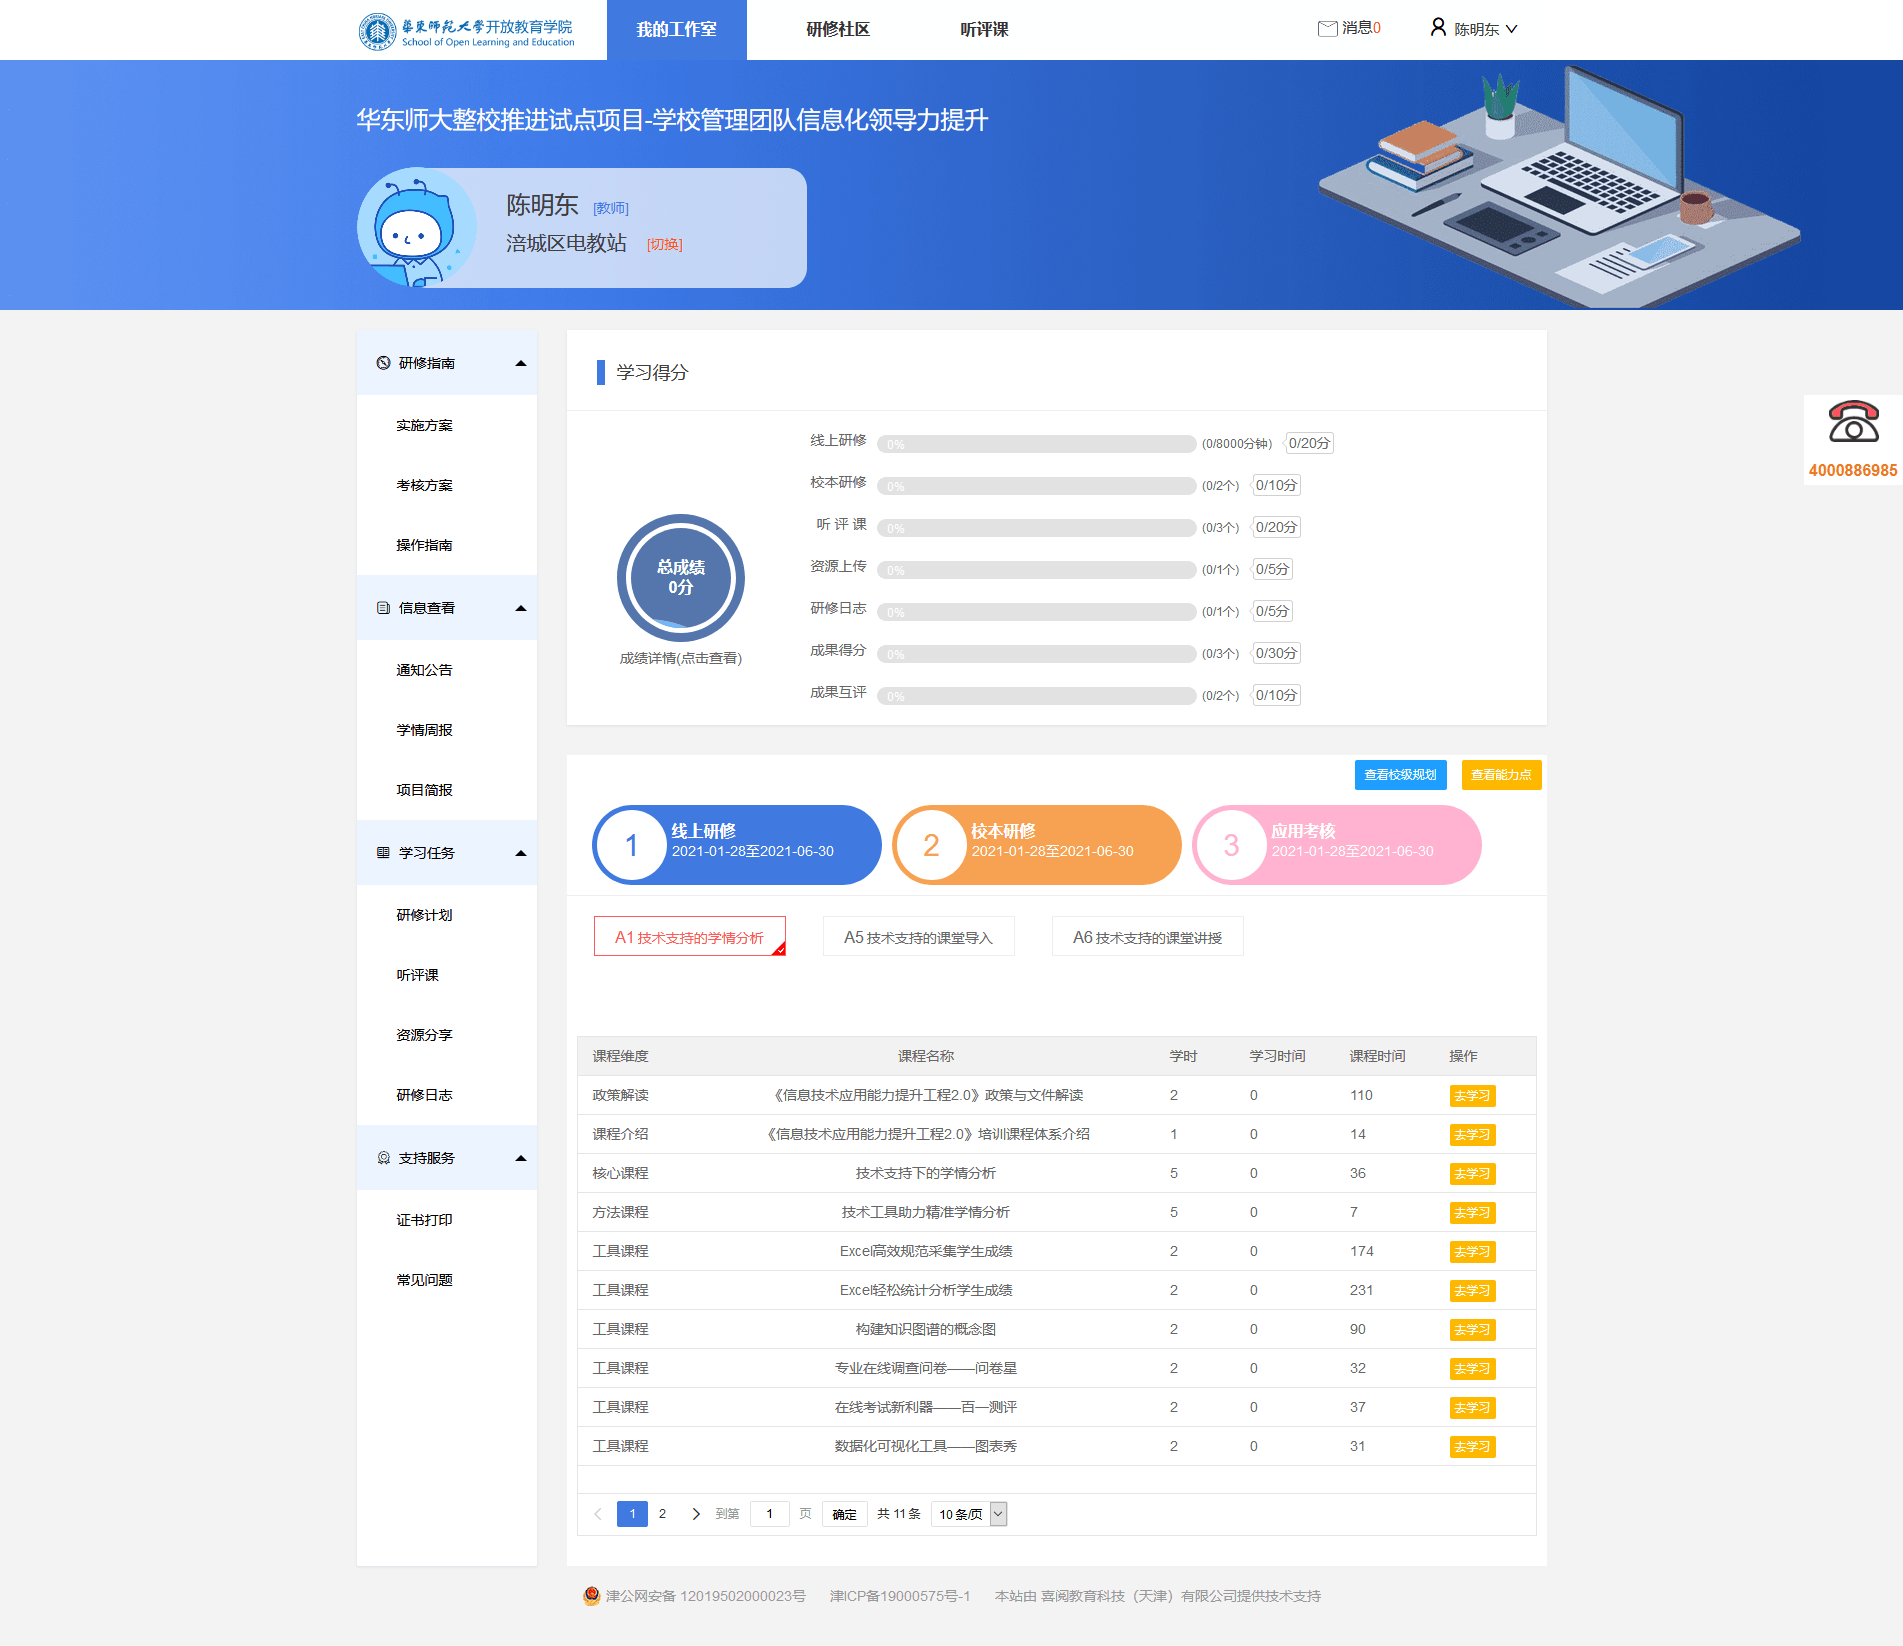 華東師範大学开放教育学院
School of Open Learning and Education
我的工作室 研修社区 听评课 消息0 陈明东
华东师大整校推进试点项目-学校管理团队信息化领导力提升
陈明东 [教师]
涪城区电教站 [切换]
研修指南
实施方案
考核方案
操作指南
信息查看
通知公告
学情周报
项目简报
学习任务
研修计划
听评课
资源分享
研修日志
支持服务
证书打印
常见问题
学习得分
总成绩
0分
成绩详情(点击查看)
线上研修 0% (0/8000分钟) 0/20分
校本研修 0% (0/2个) 0/10分
听 评 课 0% (0/3个) 0/20分
资源上传 0% (0/1个) 0/5分
研修日志 0% (0/1个) 0/5分
成果得分 0% (0/3个) 0/30分
成果互评 0% (0/2个) 0/10分
4000886985
查看校级规划 查看能力点
1 线上研修
2021-01-28至2021-06-30
2 校本研修
2021-01-28至2021-06-30
3 应用考核
2021-01-28至2021-06-30
A1 技术支持的学情分析 A5 技术支持的课堂导入 A6 技术支持的课堂讲授
课程维度 课程名称 学时 学习时间 课程时间 操作
政策解读 《信息技术应用能力提升工程2.0》政策与文件解读 2 0 110 去学习
课程介绍 《信息技术应用能力提升工程2.0》培训课程体系介绍 1 0 14 去学习
核心课程 技术支持下的学情分析 5 0 36 去学习
方法课程 技术工具助力精准学情分析 5 0 7 去学习
工具课程 Excel高效规范采集学生成绩 2 0 174 去学习
工具课程 Excel轻松统计分析学生成绩 2 0 231 去学习
工具课程 构建知识图谱的概念图 2 0 90 去学习
工具课程 专业在线调查问卷——问卷星 2 0 32 去学习
工具课程 在线考试新利器——百一测评 2 0 37 去学习
工具课程 数据化可视化工具——图表秀 2 0 31 去学习
1 2 到第 1 页 确定 共 11 条 10 条/页
津公网安备 12019502000023号 津ICP备19000575号-1 本站由 喜阅教育科技（天津）有限公司提供技术支持